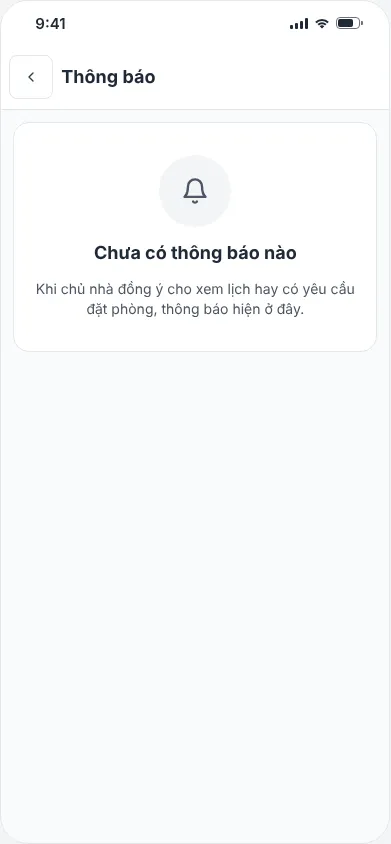 9:41
Thông báo
Chưa có thông báo nào
Khi chủ nhà đồng ý cho xem lịch hay có yêu cầu
đặt phòng, thông báo hiện ở đây.